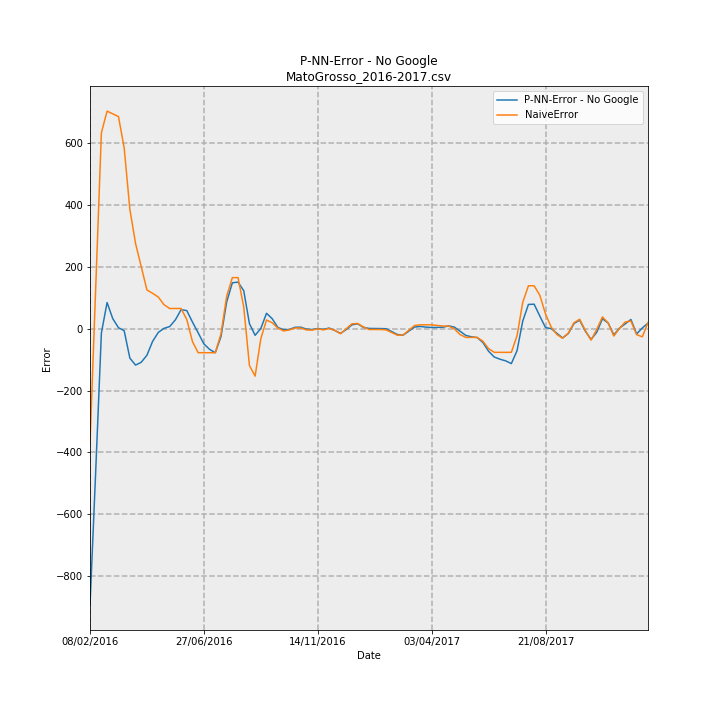 P-NN-Error - No Google
MatoGrosso_2016-2017.csv
P-NN-Error - No Google
NaiveError
600
400
200
0
−200
−400
−600
−800
Error
08/02/2016 27/06/2016 14/11/2016 03/04/2017 21/08/2017
Date